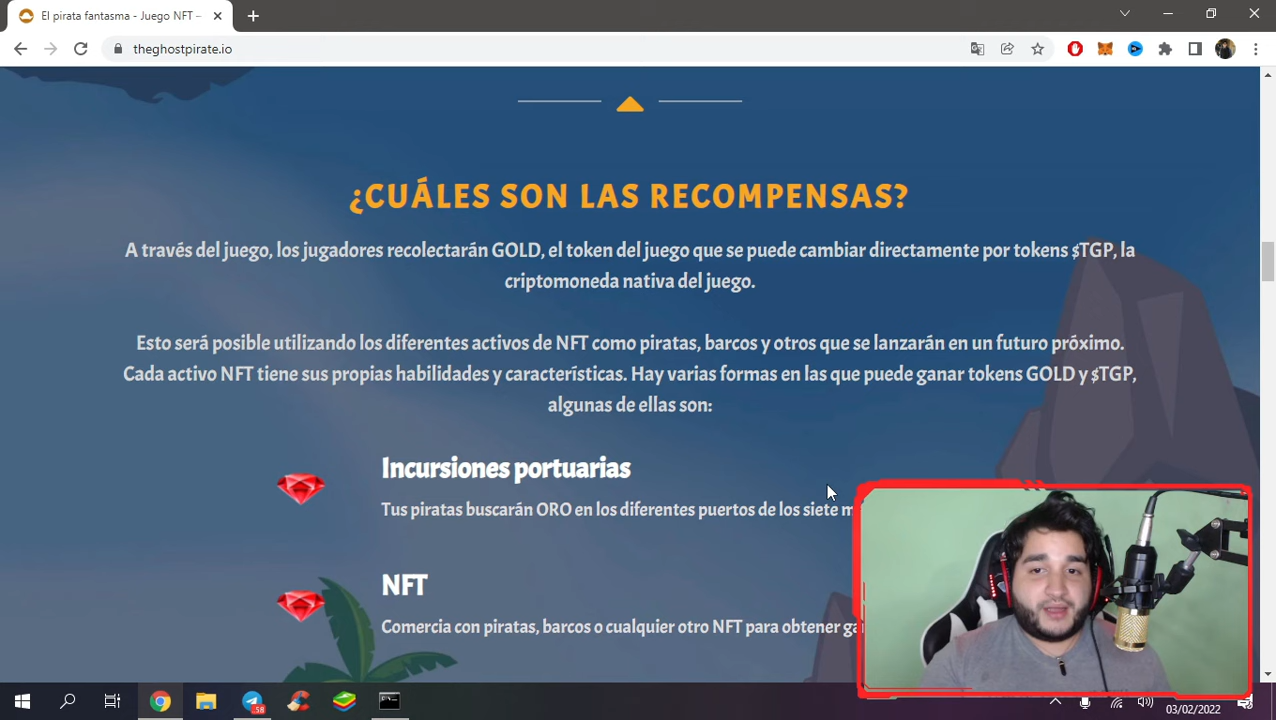 El pirata fantasma - Juego NFT –
theghostpirate.io
¿CUÁLES SON LAS RECOMPENSAS?
A través del juego, los jugadores recolectarán GOLD, el token del juego que se puede cambiar directamente por tokens $TGP, la
criptomoneda nativa del juego.
Esto será posible utilizando los diferentes activos de NFT como piratas, barcos y otros que se lanzarán en un futuro próximo.
Cada activo NFT tiene sus propias habilidades y características. Hay varias formas en las que puede ganar tokens GOLD y $TGP,
algunas de ellas son:
Incursiones portuarias
Tus piratas buscarán ORO en los diferentes puertos de los siete
NFT
Comercia con piratas, barcos o cualquier otro NFT para obtener
58
03/02/2022